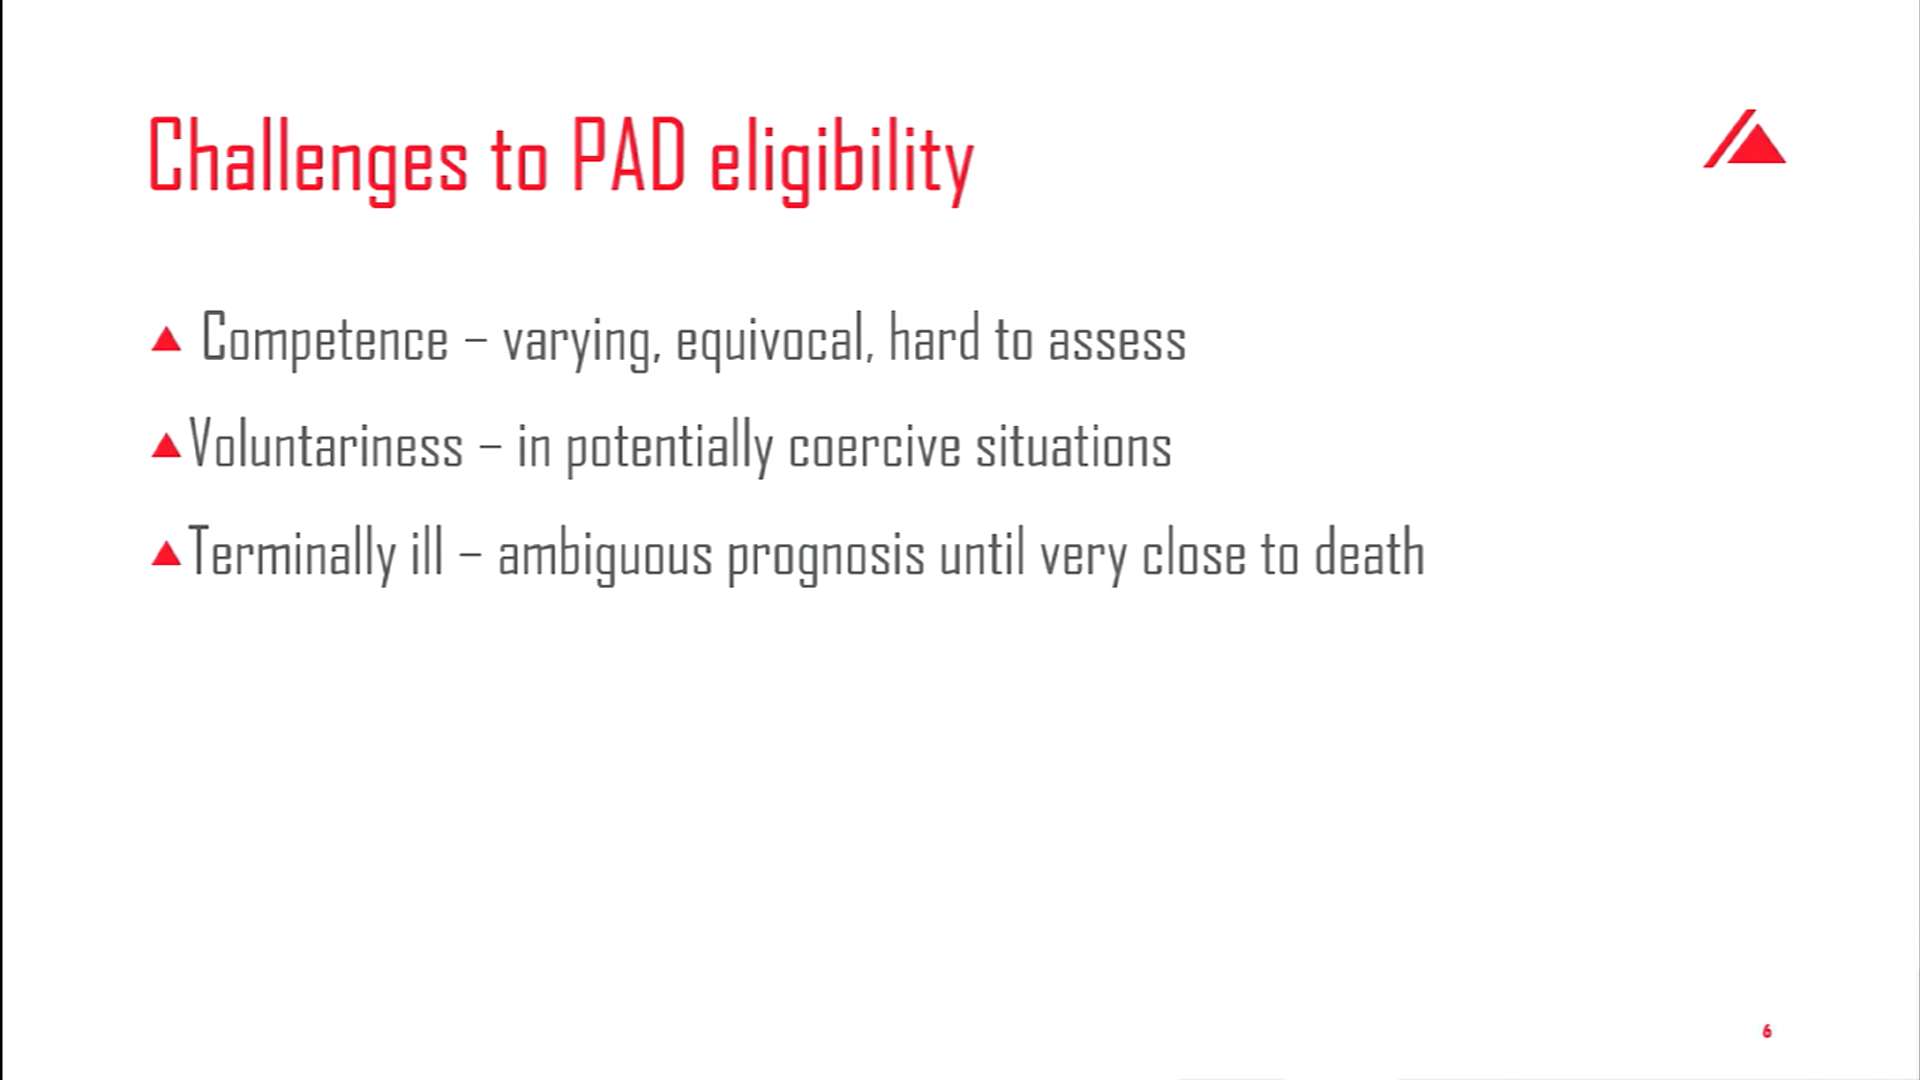 Challenges to PAD eligibility
Competence – varying, equivocal, hard to assess
Voluntariness – in potentially coercive situations
Terminally ill – ambiguous prognosis until very close to death
6